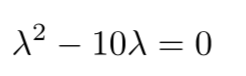 λ² − 10λ = 0